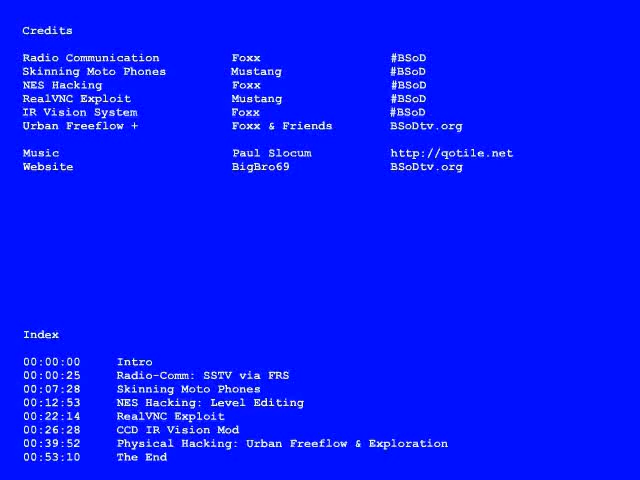 Credits
Radio Communication Foxx #BSoD
Skinning Moto Phones Mustang #BSoD
NES Hacking Foxx #BSoD
RealVNC Exploit Mustang #BSoD
IR Vision System Foxx #BSoD
Urban Freeflow + Foxx & Friends BSoDtv.org
Music Paul Slocum http://qotile.net
Website BigBro69 BSoDtv.org
Index
00:00:00 Intro
00:00:25 Radio-Comm: SSTV via FRS
00:07:28 Skinning Moto Phones
00:12:53 NES Hacking: Level Editing
00:22:14 RealVNC Exploit
00:26:28 CCD IR Vision Mod
00:39:52 Physical Hacking: Urban Freeflow & Exploration
00:53:10 The End